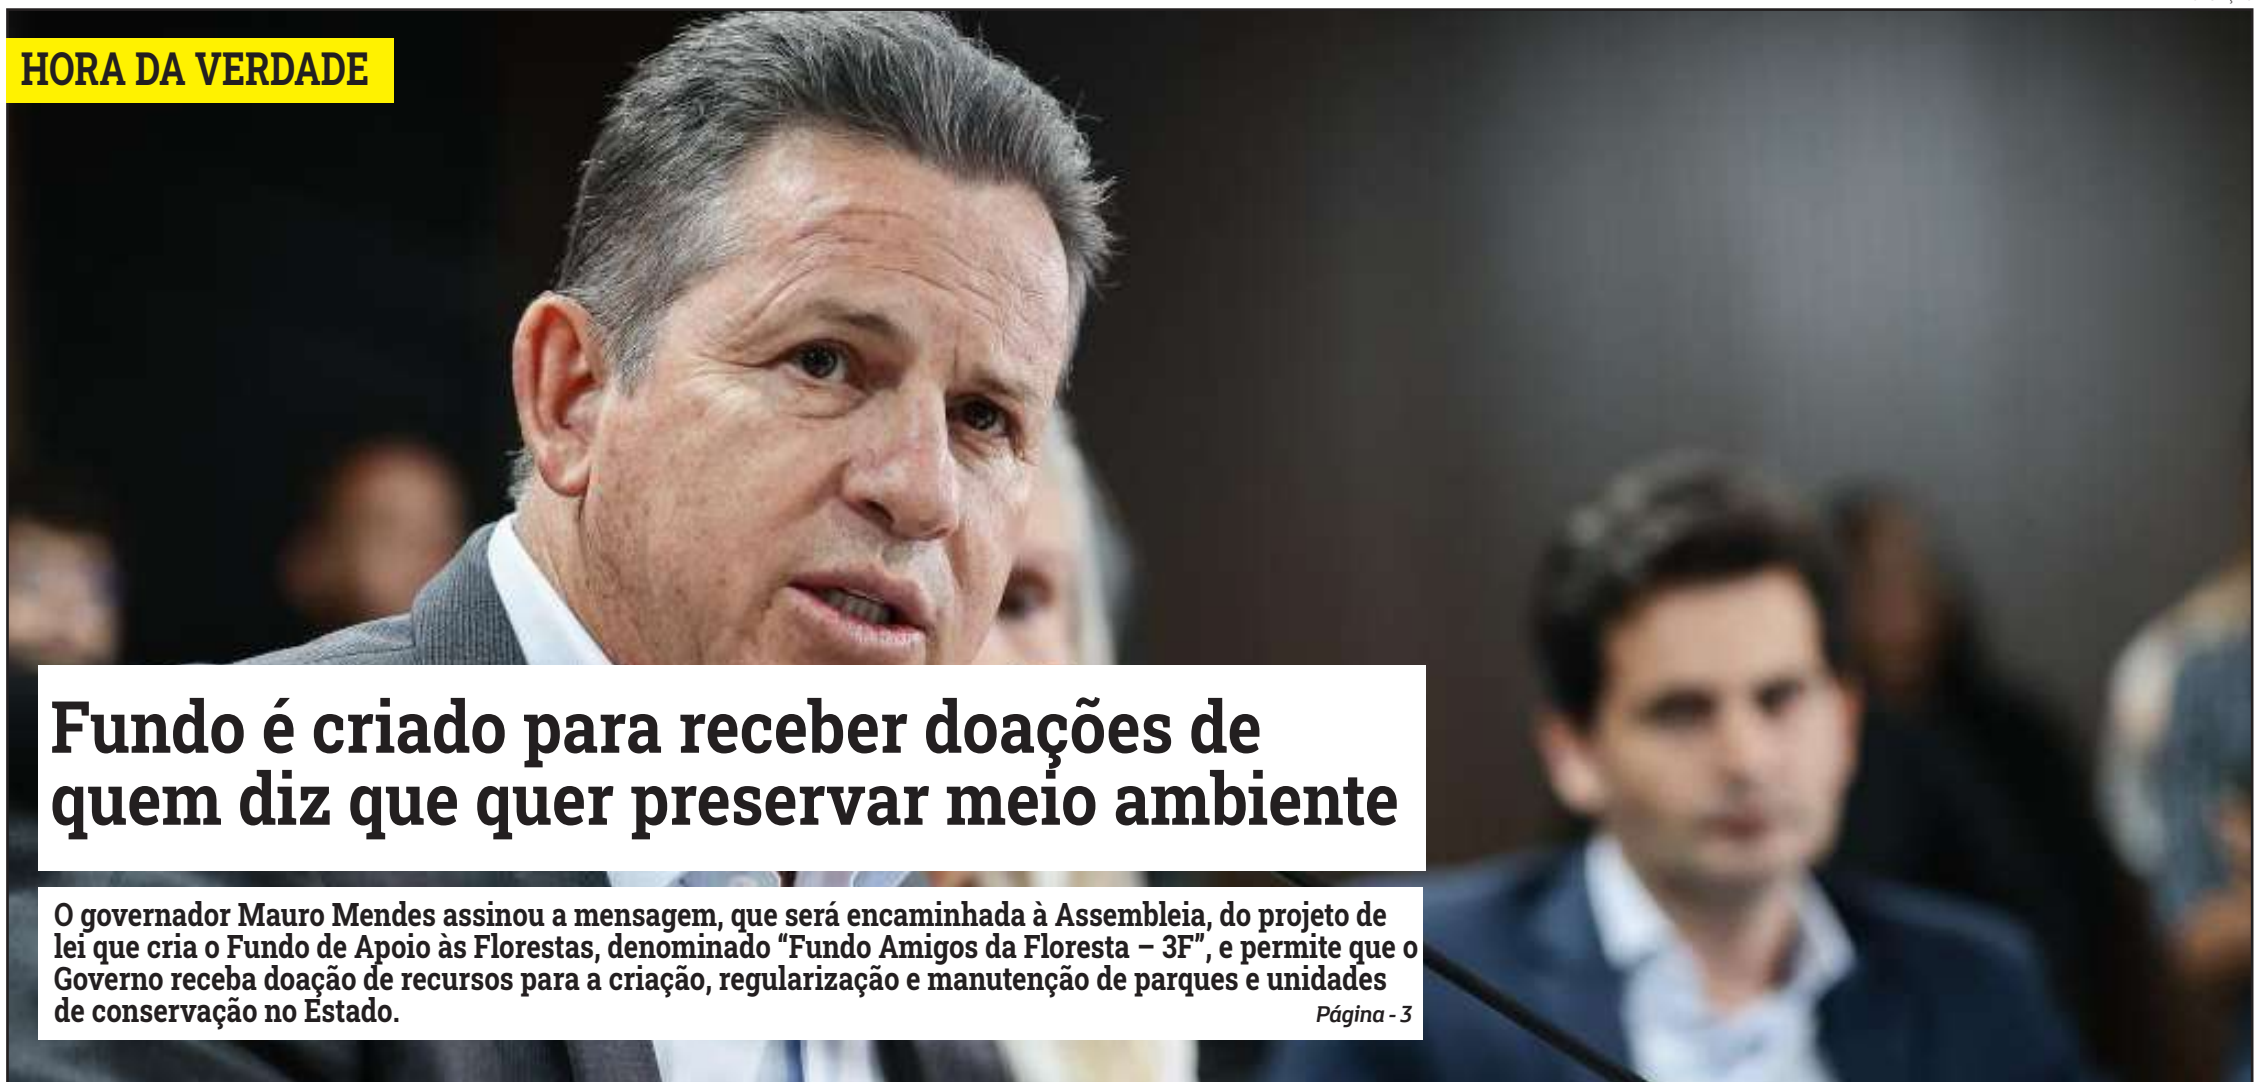 HORA DA VERDADE
Fundo é criado para receber doações de
quem diz que quer preservar meio ambiente
O governador Mauro Mendes assinou a mensagem, que será encaminhada à Assembleia, do projeto de
lei que cria o Fundo de Apoio às Florestas, denominado “Fundo Amigos da Floresta – 3F”, e permite que o
Governo receba doação de recursos para a criação, regularização e manutenção de parques e unidades
de conservação no Estado.
Página - 3